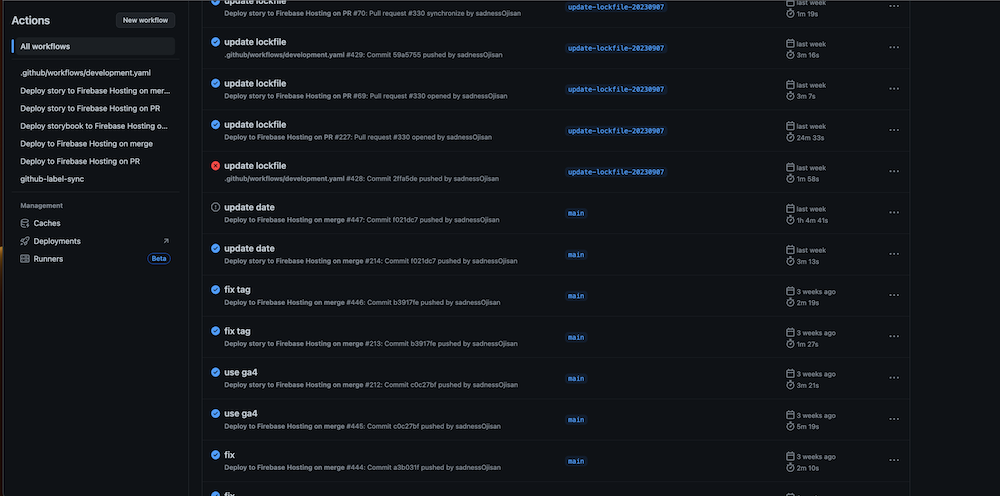 Actions
New workflow
All workflows
.github/workflows/development.yaml
Deploy story to Firebase Hosting on mer...
Deploy story to Firebase Hosting on PR
Deploy storybook to Firebase Hosting o...
Deploy to Firebase Hosting on merge
Deploy to Firebase Hosting on PR
github-label-sync
Management
Caches
Deployments
Runners
Beta
update lockfile
Deploy story to Firebase Hosting on PR #70: Pull request #330 synchronize by sadnessOjisan
update-lockfile-20230907
last week
1m 19s
update lockfile
.github/workflows/development.yaml #429: Commit 59a5755 pushed by sadnessOjisan
update-lockfile-20230907
last week
3m 16s
update lockfile
Deploy story to Firebase Hosting on PR #69: Pull request #330 opened by sadnessOjisan
update-lockfile-20230907
last week
3m 7s
update lockfile
Deploy to Firebase Hosting on PR #227: Pull request #330 opened by sadnessOjisan
update-lockfile-20230907
last week
24m 33s
update lockfile
.github/workflows/development.yaml #428: Commit 2ffa5de pushed by sadnessOjisan
update-lockfile-20230907
last week
1m 58s
update date
Deploy to Firebase Hosting on merge #447: Commit f021dc7 pushed by sadnessOjisan
main
last week
1h 4m 41s
update date
Deploy story to Firebase Hosting on merge #214: Commit f021dc7 pushed by sadnessOjisan
main
last week
3m 13s
fix tag
Deploy to Firebase Hosting on merge #446: Commit b3917fe pushed by sadnessOjisan
main
3 weeks ago
2m 19s
fix tag
Deploy story to Firebase Hosting on merge #213: Commit b3917fe pushed by sadnessOjisan
main
3 weeks ago
1m 27s
use ga4
Deploy story to Firebase Hosting on merge #212: Commit c0c27bf pushed by sadnessOjisan
main
3 weeks ago
3m 21s
use ga4
Deploy to Firebase Hosting on merge #445: Commit c0c27bf pushed by sadnessOjisan
main
3 weeks ago
5m 19s
fix
Deploy to Firebase Hosting on merge #444: Commit a3b031f pushed by sadnessOjisan
main
3 weeks ago
2m 10s
fix
3 weeks ago